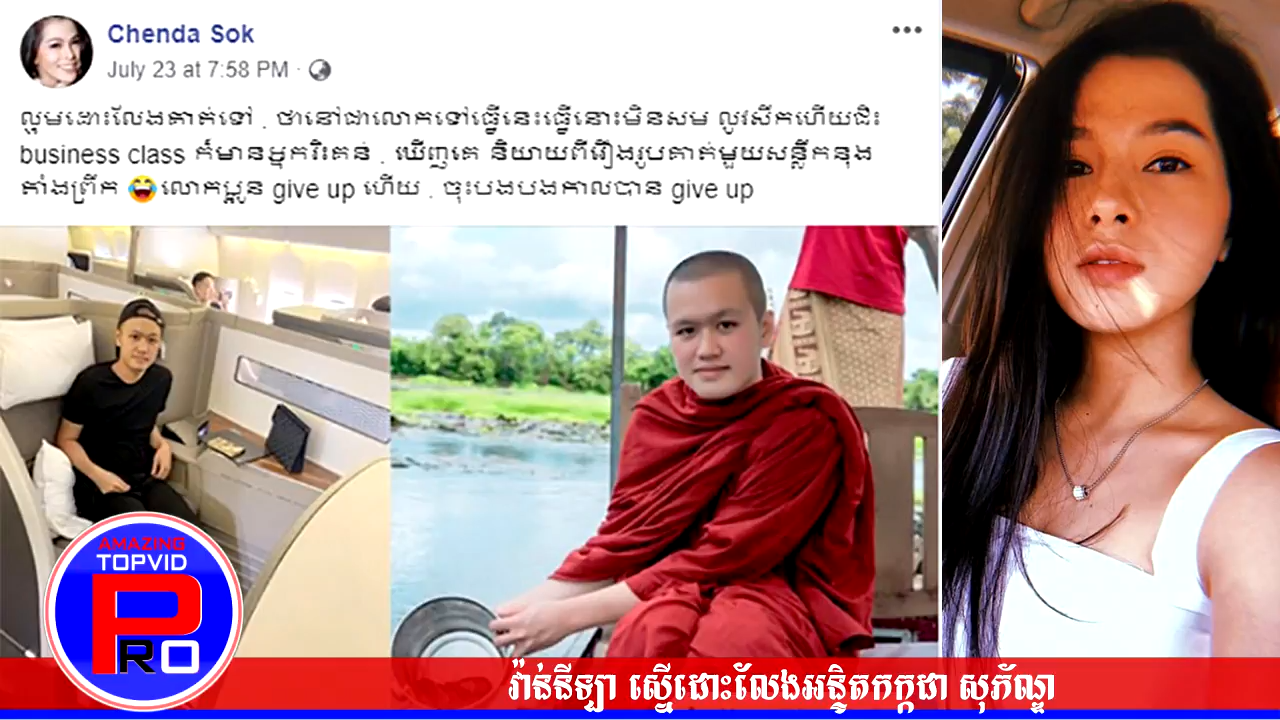 Chenda Sok
July 23 at 7:58 PM
ល្មមដោះលែងគាត់ទៅ . ថានៅជាលោកទៅធ្វើនេះធ្វើនោះមិនសម លូវសឹកហើយជិះ
business class ក៏មានអ្នករិះគន់ . ឃើញគេ និយាយពីរឿងរូបគាត់មួយសន្លឹកនុង
តាំងព្រឹក 😂 លោកប្អូន give up ហើយ . ចុះបងបងកាលបាន give up
AMAZING
TOPVID
PRO
វ៉ាន់នីឡា ស្នើដោះលែងអន្ទិតកក្កដា សុភ័ណ្ឌ